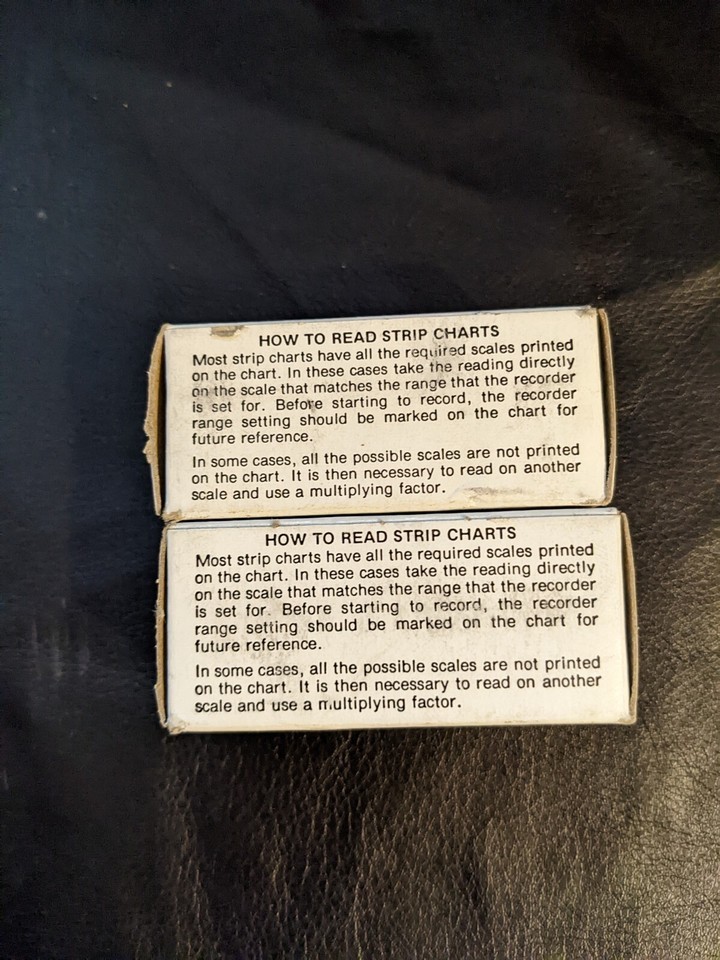 HOW TO READ STRIP CHARTS
Most strip charts have all the required scales printed
on the chart. In these cases take the reading directly
on the scale that matches the range that the recorder
is set for. Before starting to record, the recorder
range setting should be marked on the chart for
future reference.
In some cases, all the possible scales are not printed
on the chart. It is then necessary to read on another
scale and use a multiplying factor.
HOW TO READ STRIP CHARTS
Most strip charts have all the required scales printed
on the chart. In these cases take the reading directly
on the scale that matches the range that the recorder
is set for. Before starting to record, the recorder
range setting should be marked on the chart for
future reference.
In some cases, all the possible scales are not printed
on the chart. It is then necessary to read on another
scale and use a multiplying factor.